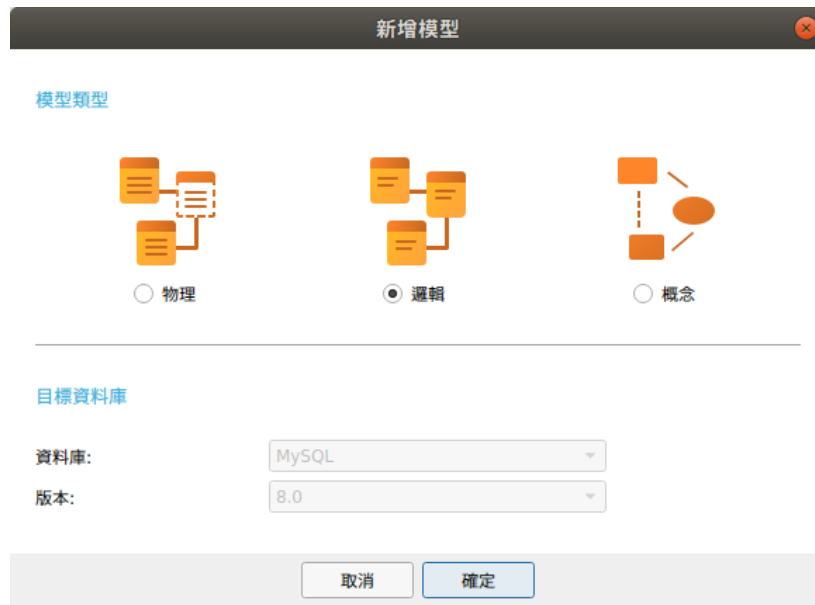 新增模型
模型類型
物理
邏輯
概念
目標資料庫
資料庫: MySQL
版本: 8.0
取消 確定